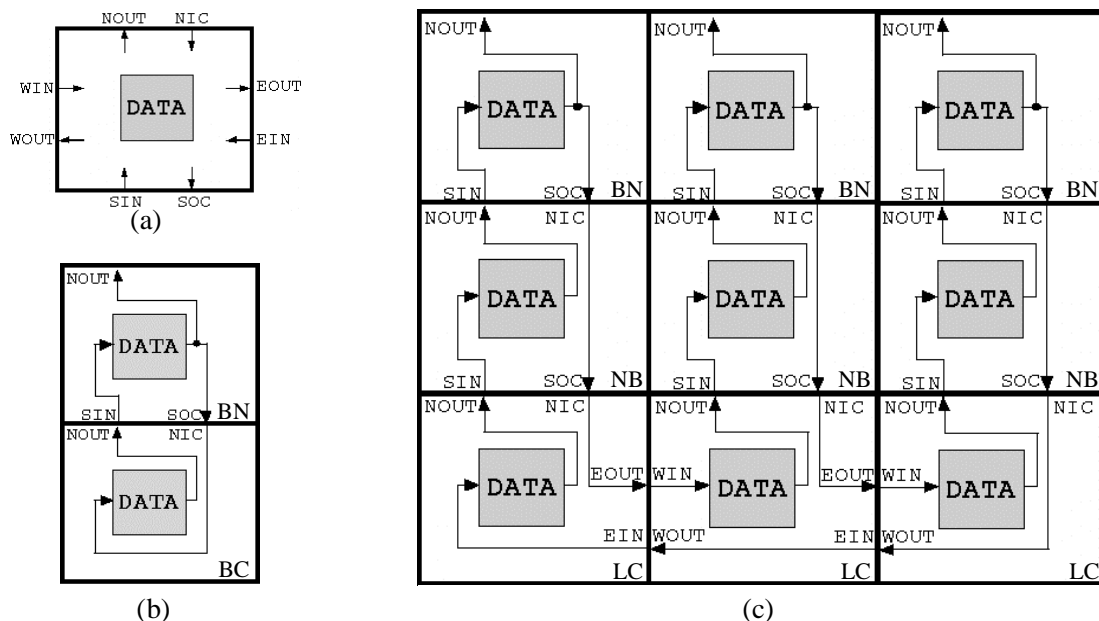 NOUT NIC
WIN EOUT
DATA
WOUT EIN
SIN SOC
(a)
NOUT
DATA
SIN SOC BN
NOUT NIC
DATA
BC
(b)
NOUT NOUT NOUT
DATA DATA DATA
SIN SOC BN SIN SOC BN SIN SOC BN
NOUT NIC NOUT NIC NOUT NIC
DATA DATA DATA
SIN SOC NB SIN SOC NB SIN SOC NB
NOUT NIC NOUT NIC NOUT NIC
DATA EOUT WIN DATA EOUT WIN DATA
EIN WOUT EIN WOUT
LC LC LC
(c)